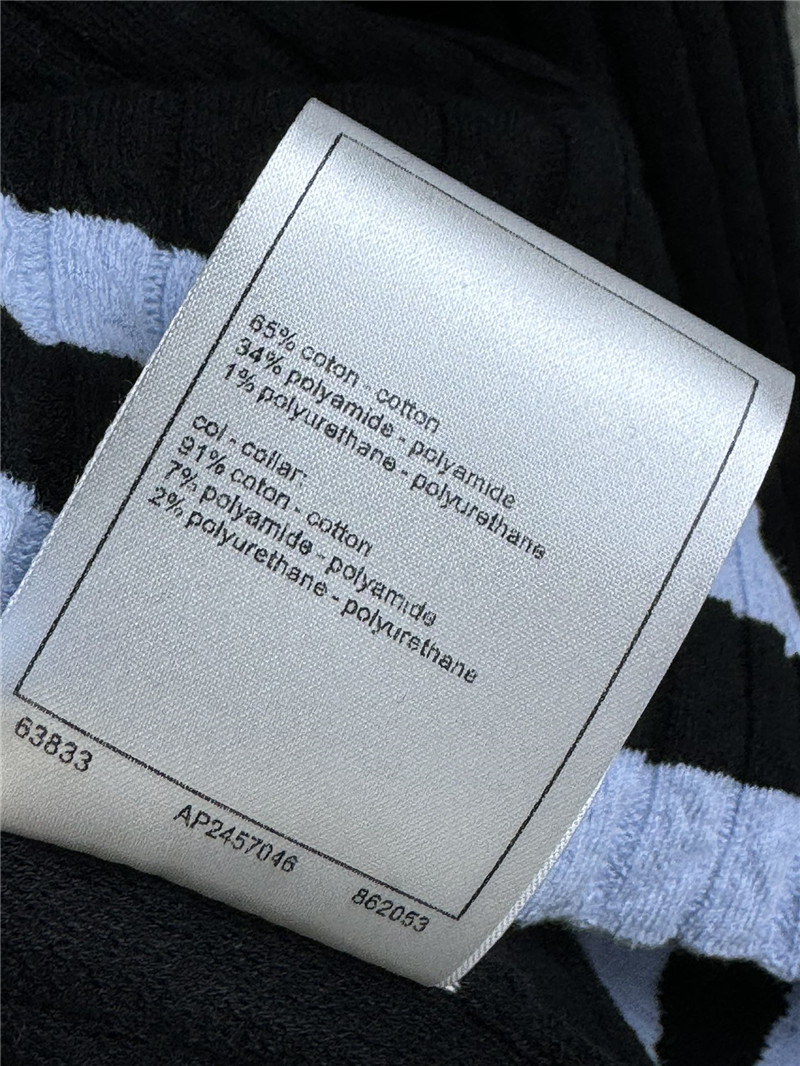 65% coton - cotton
34% polyamide - polyamide
1% polyurethane - polyurethane
col - collar:
91% coton - cotton
7% polyamide - polyamide
2% polyurethane - polyurethane
63833
AP2457046
862053